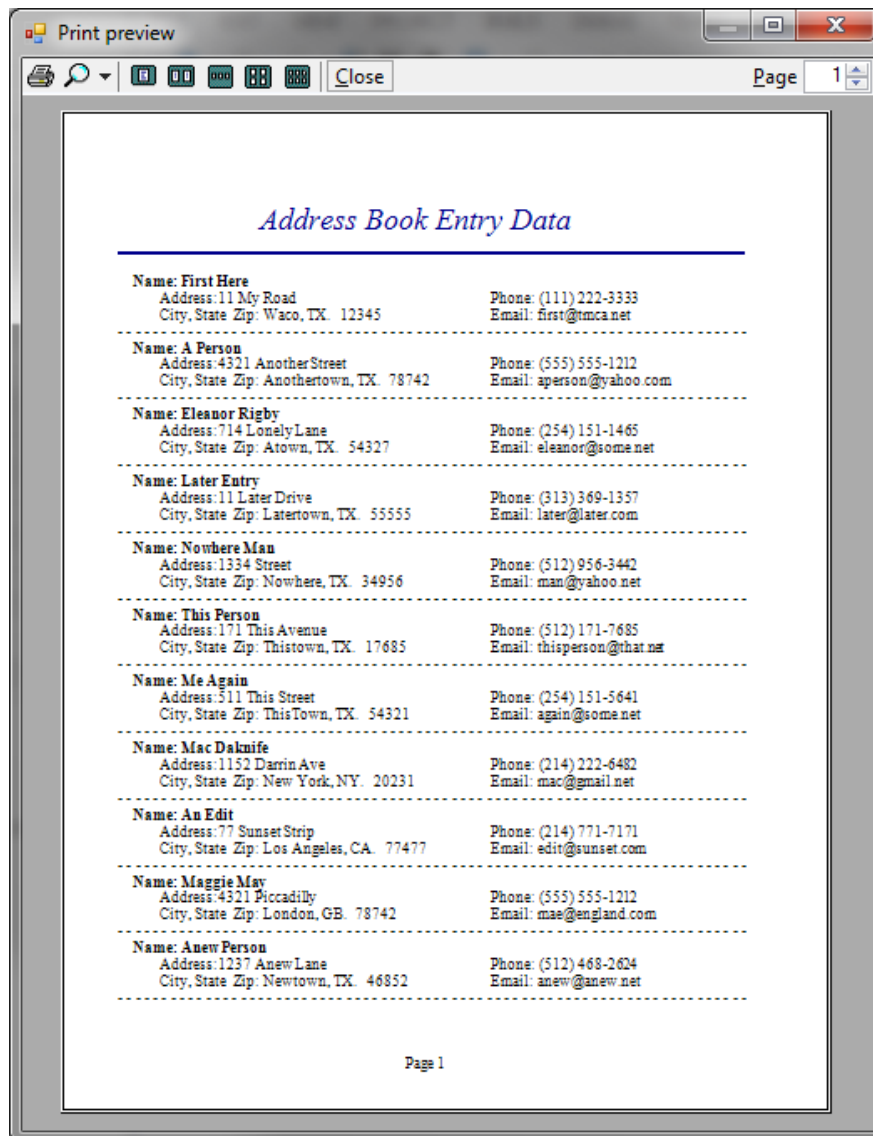 Print preview
Close Page 1
Address Book Entry Data
Name: First Here
Address:11 My Road Phone: (111) 222-3333
City, State Zip: Waco, TX. 12345 Email: first@tmca.net
Name: A Person
Address:4321 Another Street Phone: (555) 555-1212
City, State Zip: Anothertown, TX. 78742 Email: aperson@yahoo.com
Name: Eleanor Rigby
Address:714 Lonely Lane Phone: (254) 151-1465
City, State Zip: Atown, TX. 54327 Email: eleanor@some.net
Name: Later Entry
Address:11 Later Drive Phone: (313) 369-1357
City, State Zip: Latertown, TX. 55555 Email: later@later.com
Name: Nowhere Man
Address:1334 Street Phone: (512) 956-3442
City, State Zip: Nowhere, TX. 34956 Email: man@yahoo.net
Name: This Person
Address:171 This Avenue Phone: (512) 171-7685
City, State Zip: Thistown, TX. 17685 Email: thisperson@that.net
Name: Me Again
Address:511 This Street Phone: (254) 151-5641
City, State Zip: ThisTown, TX. 54321 Email: again@some.net
Name: Mac Daknife
Address:1152 Darrin Ave Phone: (214) 222-6482
City, State Zip: New York, NY. 20231 Email: mac@gmail.net
Name: An Edit
Address:77 Sunset Strip Phone: (214) 771-7171
City, State Zip: Los Angeles, CA. 77477 Email: edit@sunset.com
Name: Maggie May
Address:4321 Piccadilly Phone: (555) 555-1212
City, State Zip: London, GB. 78742 Email: mae@england.com
Name: Anew Person
Address:1237 Anew Lane Phone: (512) 468-2624
City, State Zip: Newtown, TX. 46852 Email: anew@anew.net
Page 1